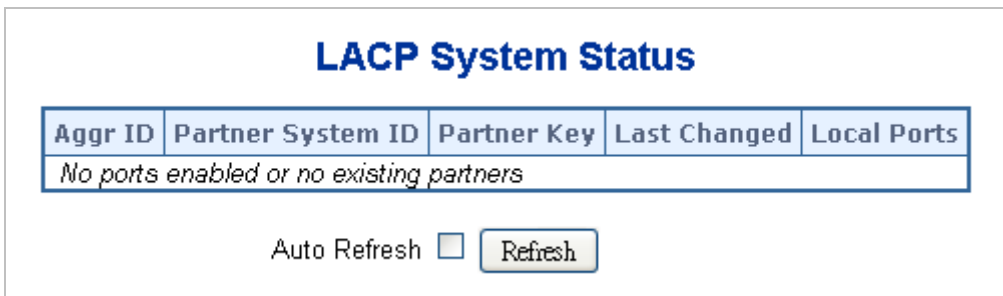 LACP System Status
Aggr ID Partner System ID Partner Key Last Changed Local Ports
No ports enabled or no existing partners
Auto Refresh Refresh